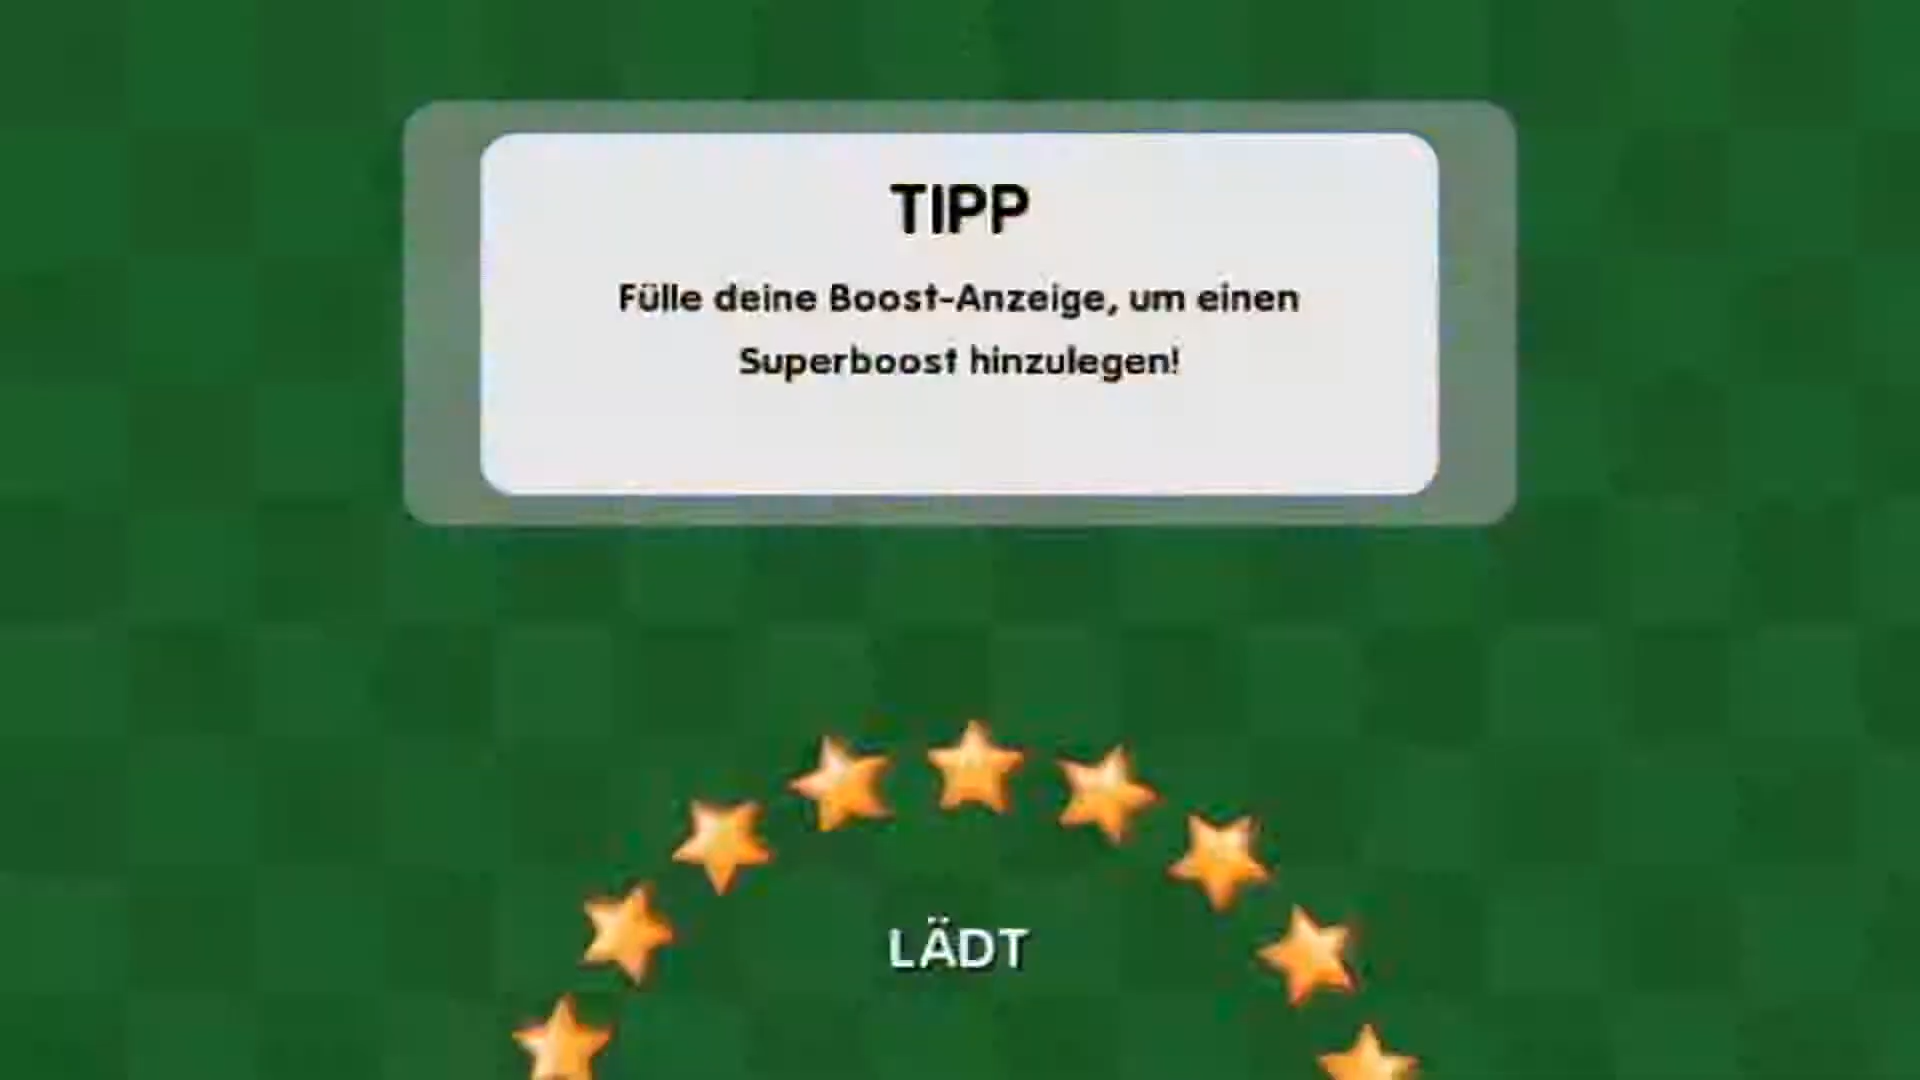 TIPP
Fülle deine Boost-Anzeige, um einen
Superboost hinzulegen!
LÄDT